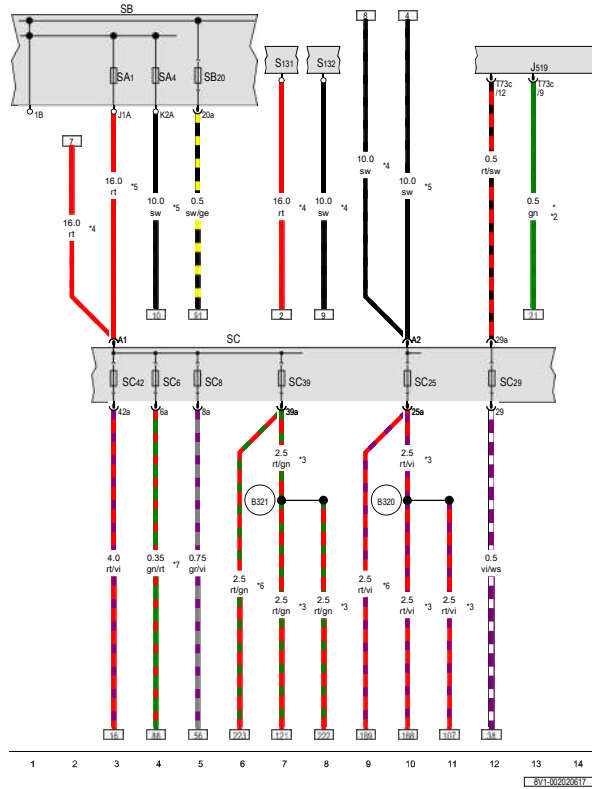 SB
SA1
SA4
SB20
S131
S132
8
4
J519
1B
J1A
K2A
20a
T73c
/12
T73c
/9
7
16.0
rt
*4
16.0
rt
*5
10.0
sw
*5
0.5
sw/ge
16.0
rt
*4
10.0
sw
*4
10.0
sw
*4
10.0
sw
*5
0.5
rt/sw
0.5
gn
*
*2
10
91
2
9
21
A1
SC
A2
29a
SC42
SC6
SC8
SC39
SC25
SC29
42a
6a
8a
39a
25a
29
2.5
rt/gn
*3
2.5
rt/vi
*3
B321
B320
4.0
rt/vi
0.35
gn/rt
*7
0.75
gr/vi
2.5
rt/gn
*6
2.5
rt/gn
*3
2.5
rt/gn
*3
2.5
rt/vi
*6
2.5
rt/vi
*3
2.5
rt/vi
*3
0.5
vi/ws
16
88
56
223
121
222
189
188
107
38
1 2 3 4 5 6 7 8 9 10 11 12 13 14
8V1-002020617